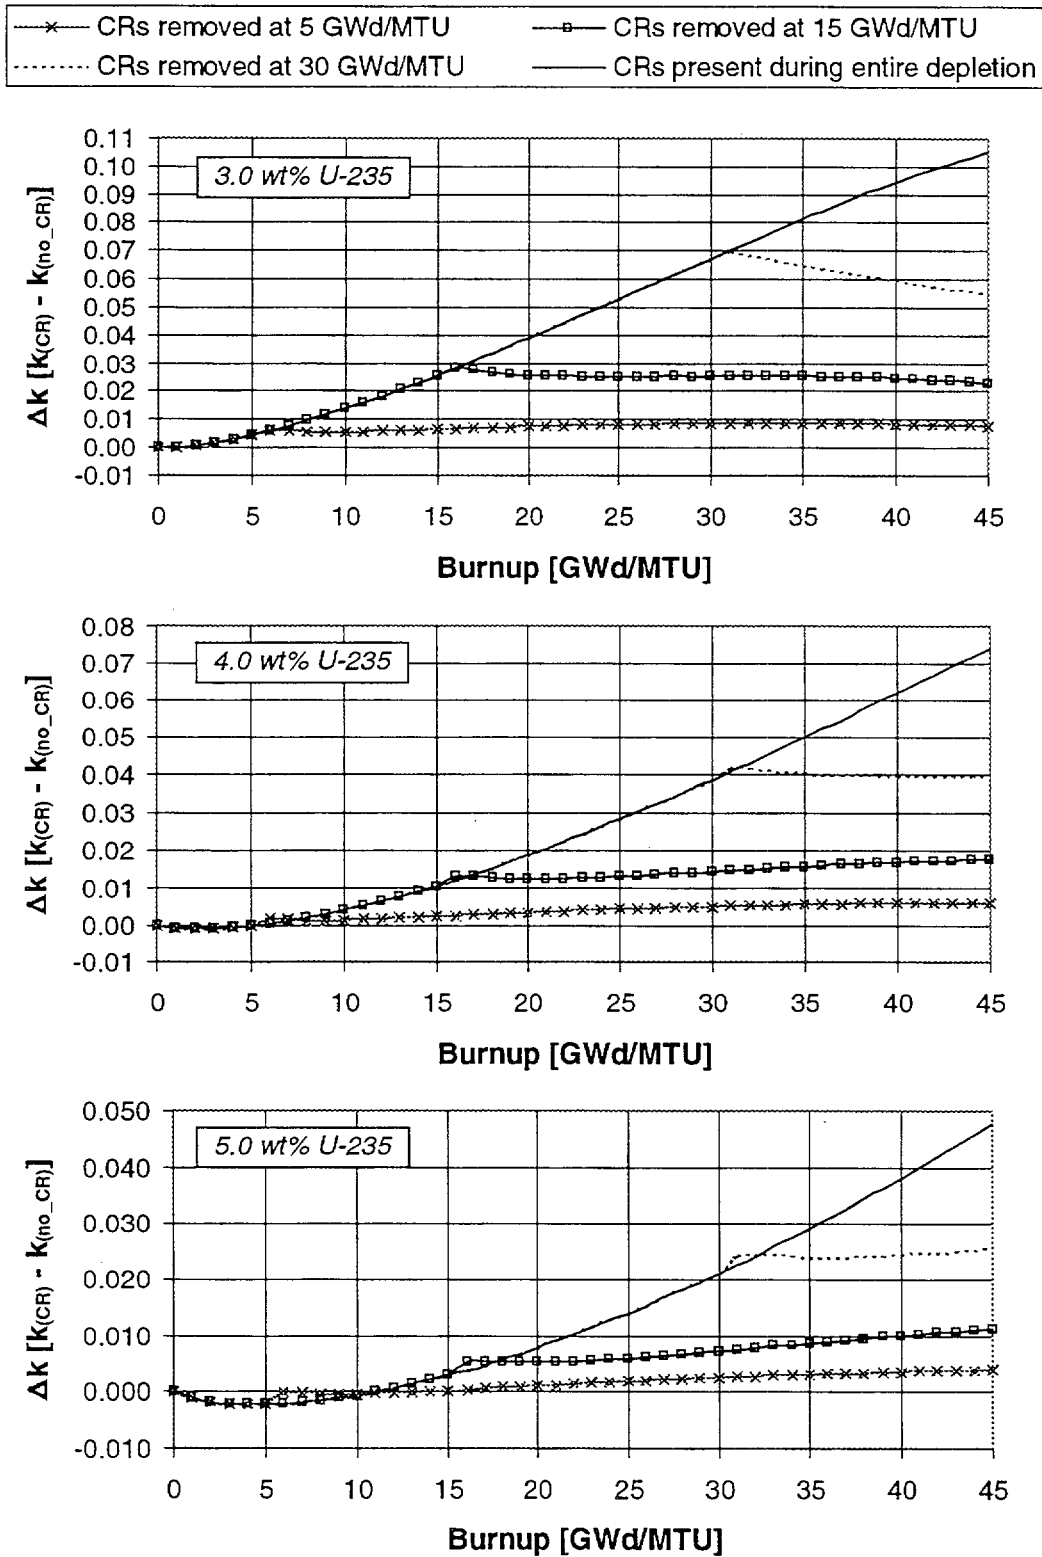 CRs removed at 5 GWd/MTU CRs removed at 15 GWd/MTU
CRs removed at 30 GWd/MTU CRs present during entire depletion
3.0 wt% U-235
Δk [k(CR) - k(no_CR)]
0.11
0.10
0.09
0.08
0.07
0.06
0.05
0.04
0.03
0.02
0.01
0.00
-0.01
0 5 10 15 20 25 30 35 40 45
Burnup [GWd/MTU]
4.0 wt% U-235
Δk [k(CR) - k(no_CR)]
0.08
0.07
0.06
0.05
0.04
0.03
0.02
0.01
0.00
-0.01
0 5 10 15 20 25 30 35 40 45
Burnup [GWd/MTU]
5.0 wt% U-235
Δk [k(CR) - k(no_CR)]
0.050
0.040
0.030
0.020
0.010
0.000
-0.010
0 5 10 15 20 25 30 35 40 45
Burnup [GWd/MTU]